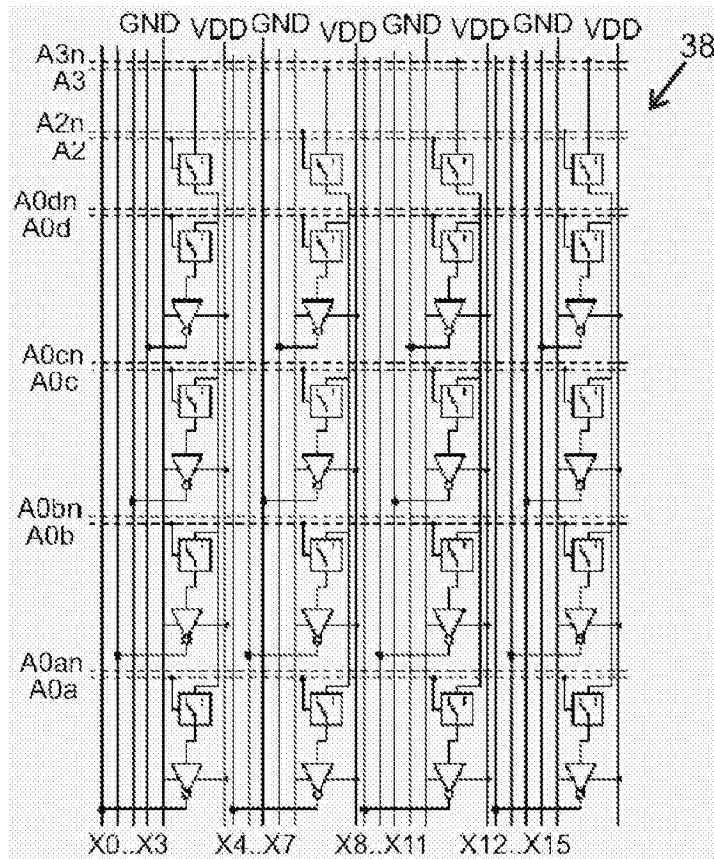 GND VDD GND VDD GND VDD GND VDD
38
A3n
A3
A2n
A2
A0dn
A0d
A0cn
A0c
A0bn
A0b
A0an
A0a
X0..X3 X4..X7 X8..X11 X12..X15